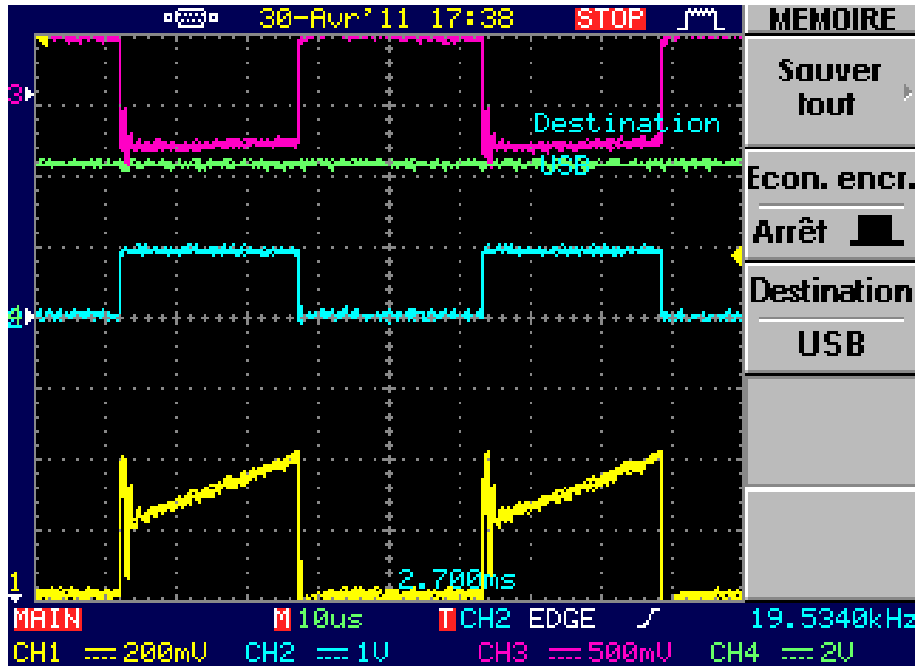 30-Avr'11 17:38 STOP MEMOIRE
Sauver
tout
3
Destination
USB
Econ. encr.
Arrêt
Destination
USB
1
2.700ms
MAIN M 10us T CH2 EDGE 19.5340kHz
CH1 200mV CH2 1V CH3 500mV CH4 2V